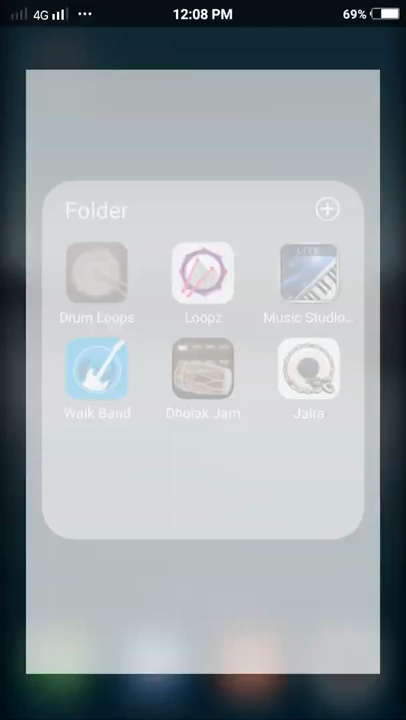 4G ... 12:08 PM 69%
Folder
Drum Loops Loopz Music Studio...
Walk Band Dholak Jam Jalra